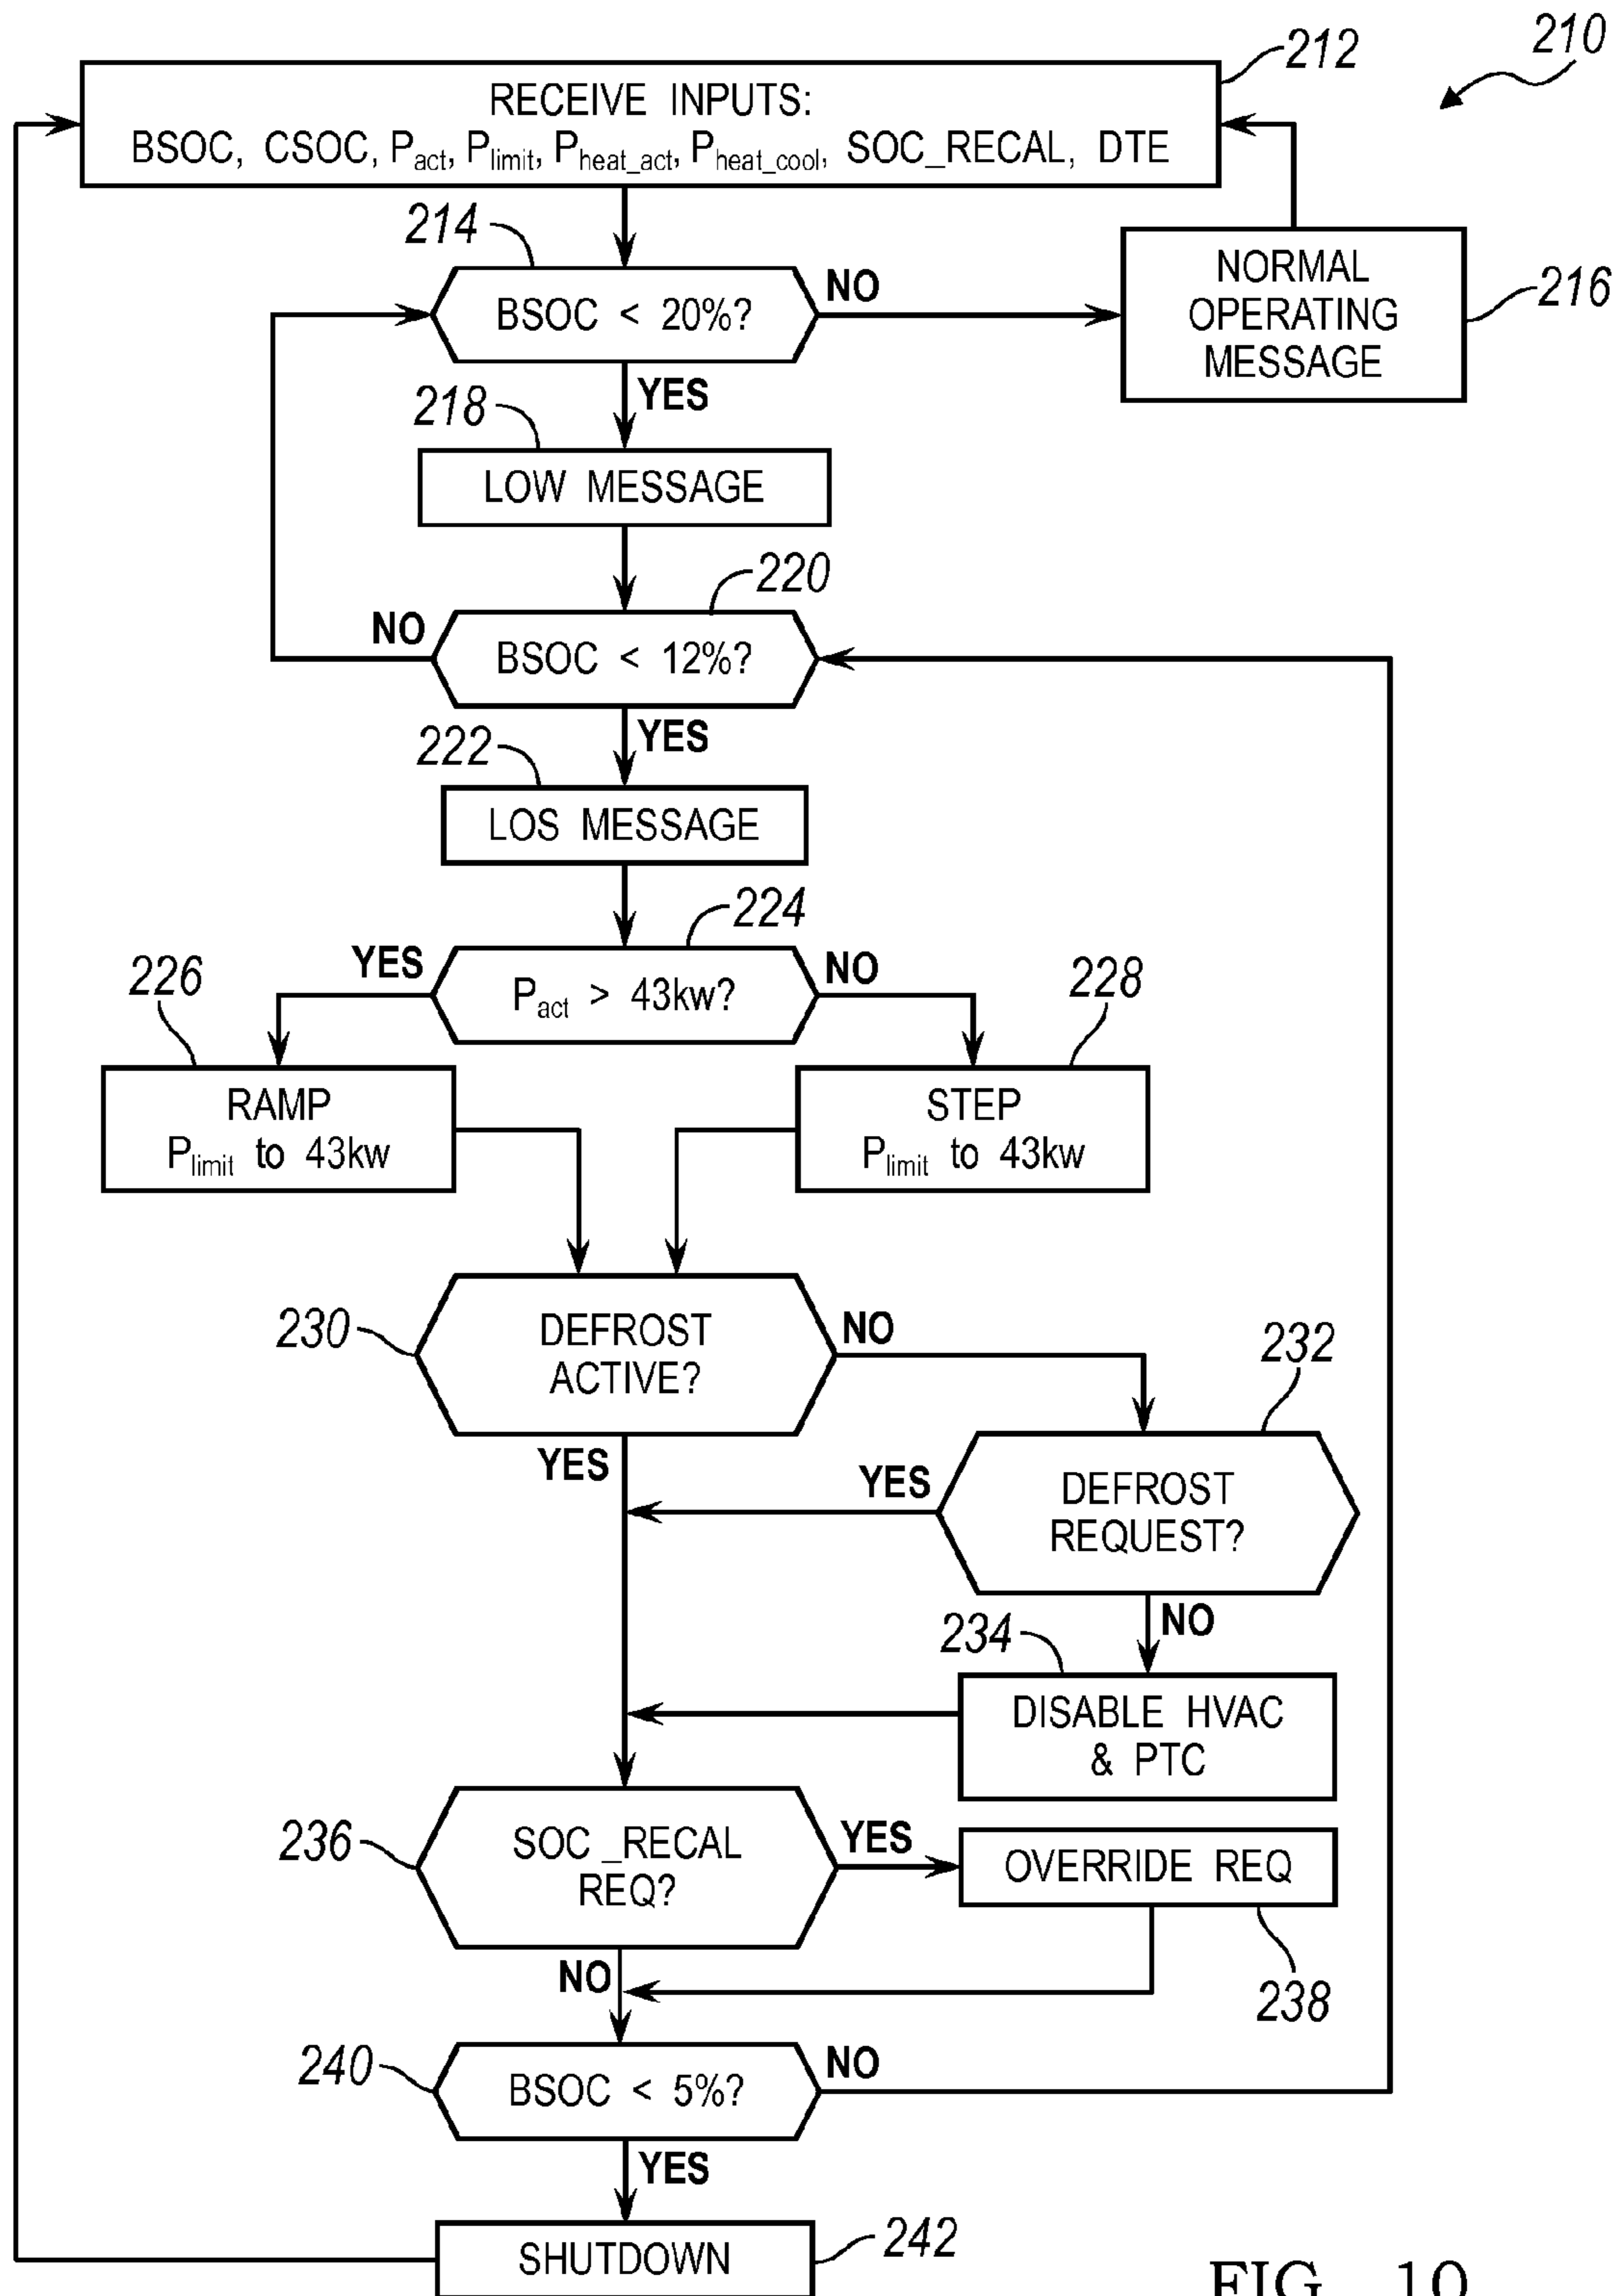 210
212
RECEIVE INPUTS:
BSOC, CSOC, Pact, Plimit, Pheat_act, Pheat_cool, SOC_RECAL, DTE
214
BSOC < 20%?
NO
NORMAL
OPERATING
MESSAGE
216
YES
218
LOW MESSAGE
220
NO
BSOC < 12%?
YES
222
LOS MESSAGE
224
YES
Pact > 43kw?
NO
226
228
RAMP
Plimit to 43kw
STEP
Plimit to 43kw
230
DEFROST
ACTIVE?
NO
232
YES
YES
DEFROST
REQUEST?
NO
234
DISABLE HVAC
& PTC
236
SOC _RECAL
REQ?
YES
OVERRIDE REQ
NO
238
240
BSOC < 5%?
NO
YES
SHUTDOWN
242
FIG. 10